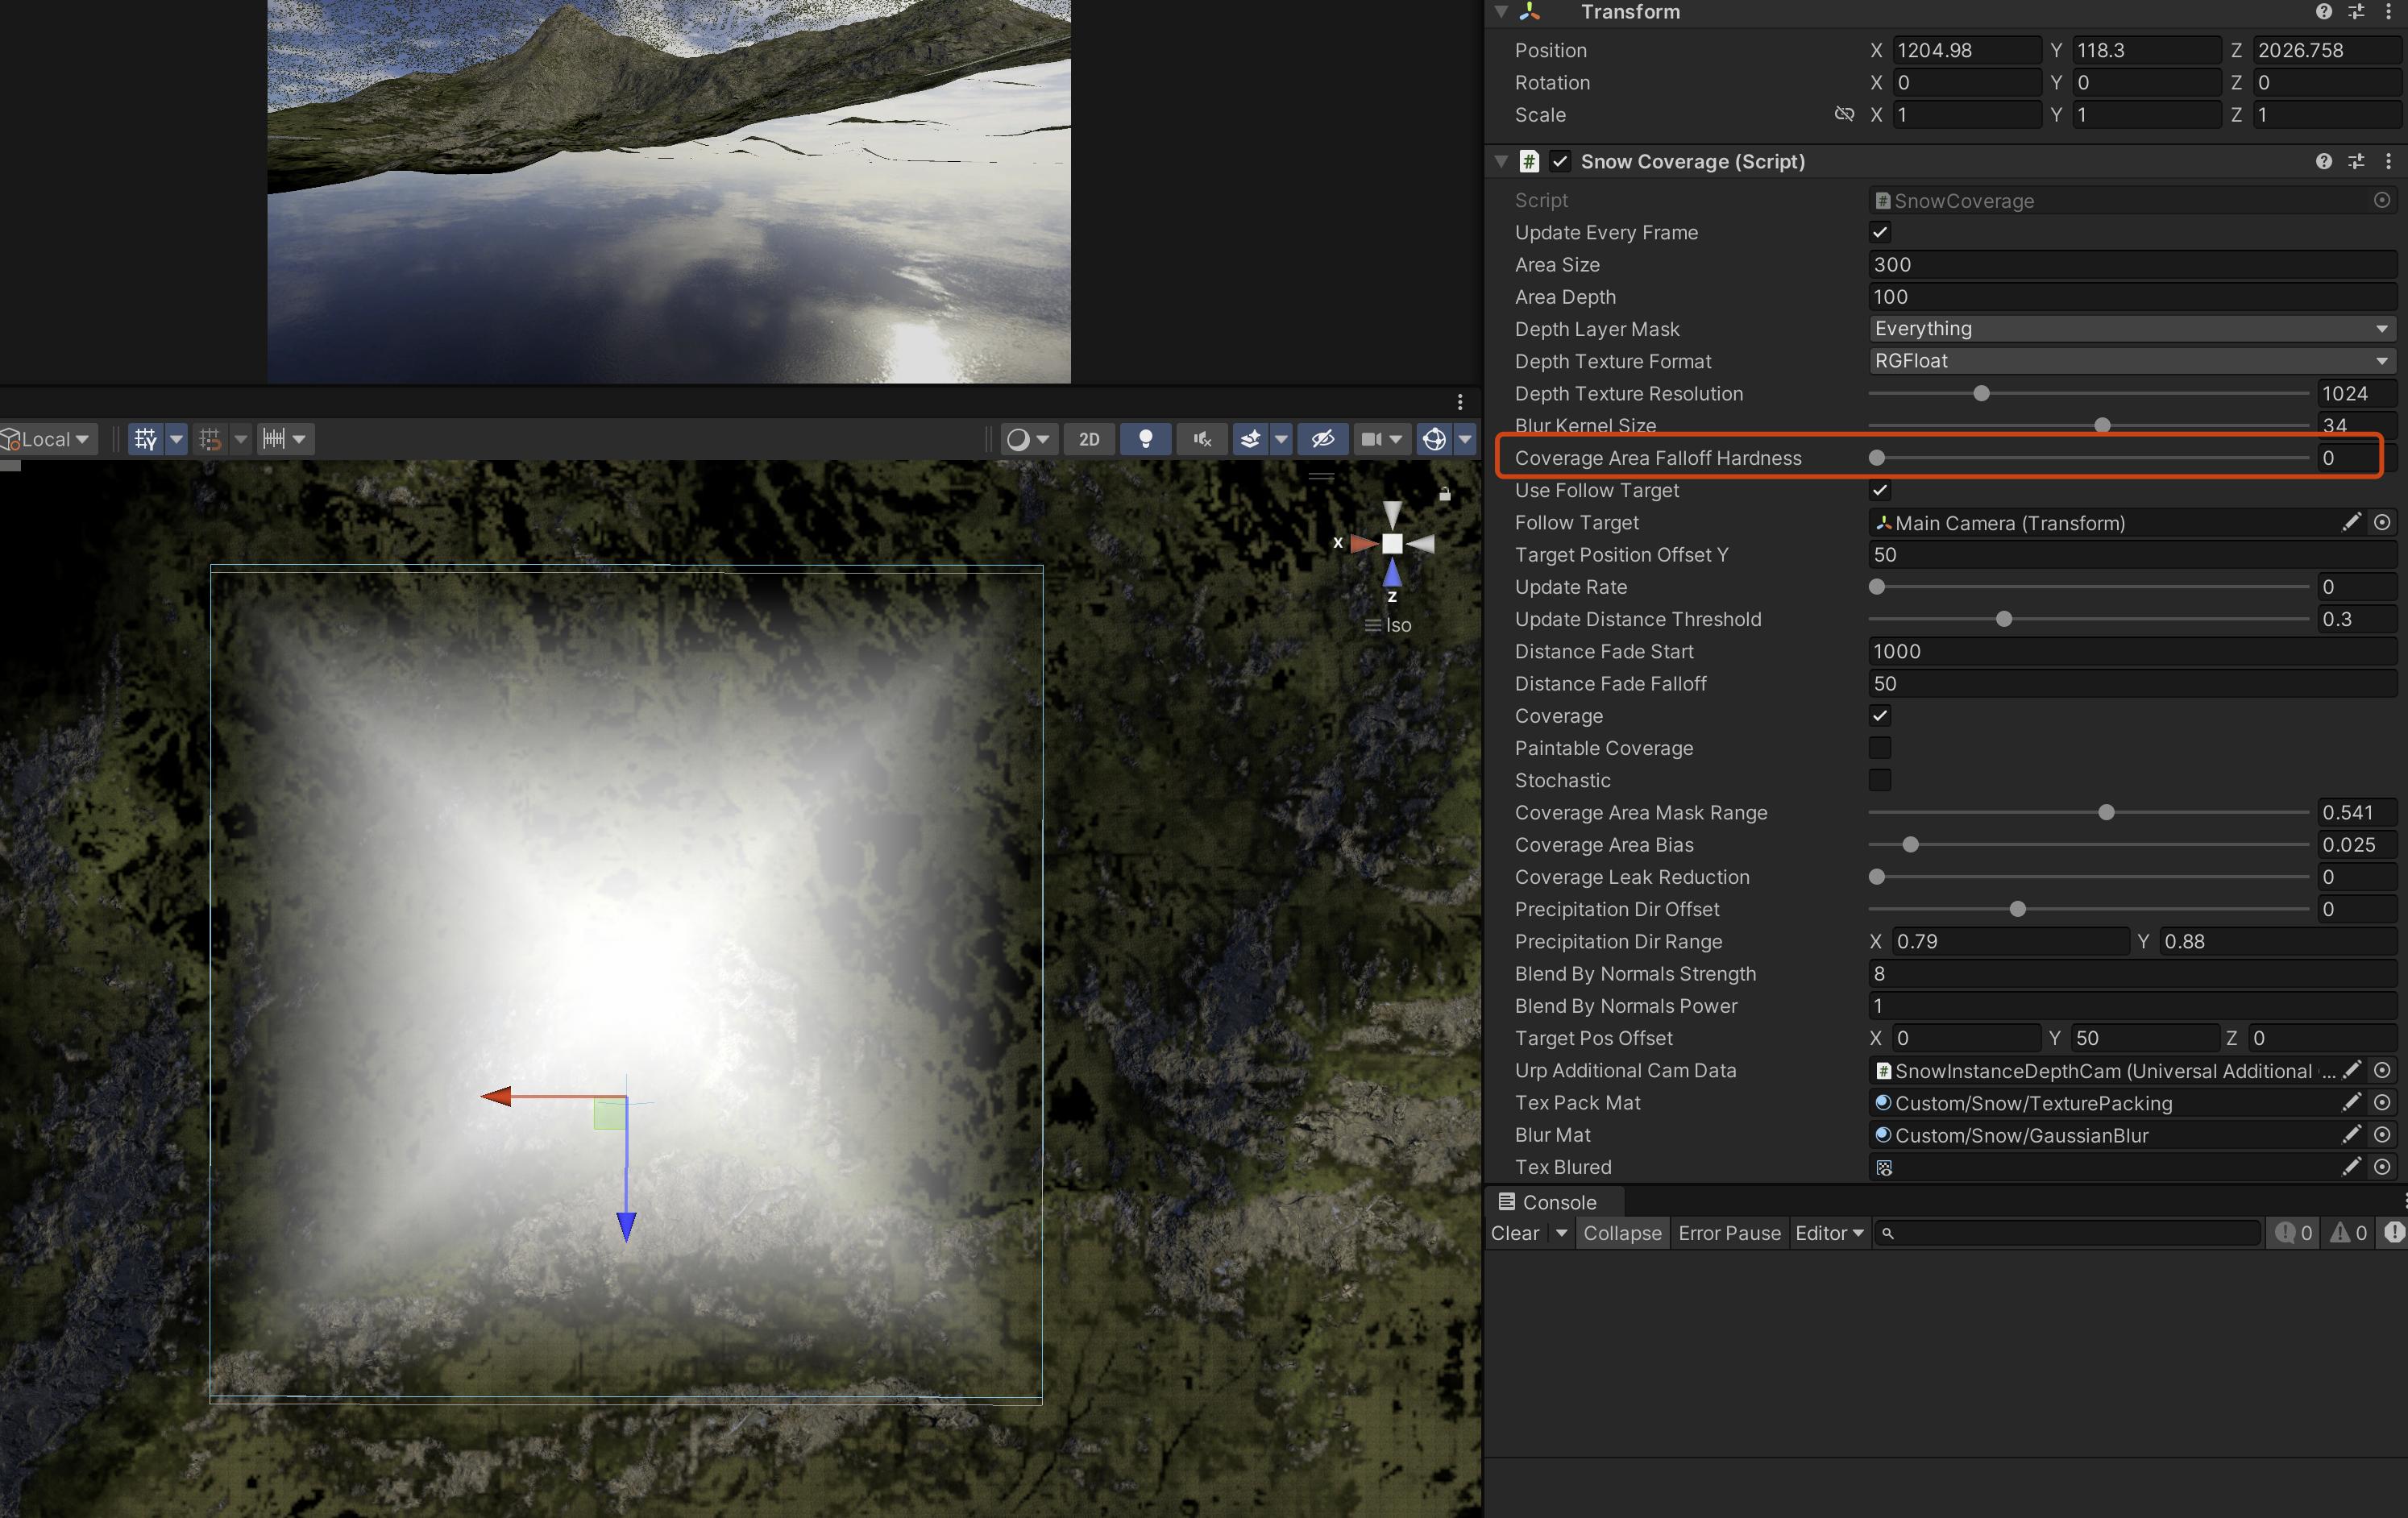 Transform
Position X 1204.98 Y 118.3 Z 2026.758
Rotation X 0 Y 0 Z 0
Scale X 1 Y 1 Z 1
# Snow Coverage (Script)
Script # SnowCoverage
Update Every Frame
Area Size 300
Area Depth 100
Depth Layer Mask Everything
Depth Texture Format RGFloat
Depth Texture Resolution 1024
Blur Kernel Size 34
Coverage Area Falloff Hardness 0
Use Follow Target
Follow Target Main Camera (Transform)
Target Position Offset Y 50
Update Rate 0
Update Distance Threshold 0.3
Distance Fade Start 1000
Distance Fade Falloff 50
Coverage
Paintable Coverage
Stochastic
Coverage Area Mask Range 0.541
Coverage Area Bias 0.025
Coverage Leak Reduction 0
Precipitation Dir Offset 0
Precipitation Dir Range X 0.79 Y 0.88
Blend By Normals Strength 8
Blend By Normals Power 1
Target Pos Offset X 0 Y 50 Z 0
Urp Additional Cam Data # SnowInstanceDepthCam (Universal Additional ...
Tex Pack Mat Custom/Snow/TexturePacking
Blur Mat Custom/Snow/GaussianBlur
Tex Blured
Console
Clear Collapse Error Pause Editor 0 0
Local Y 2D
x
z
Iso